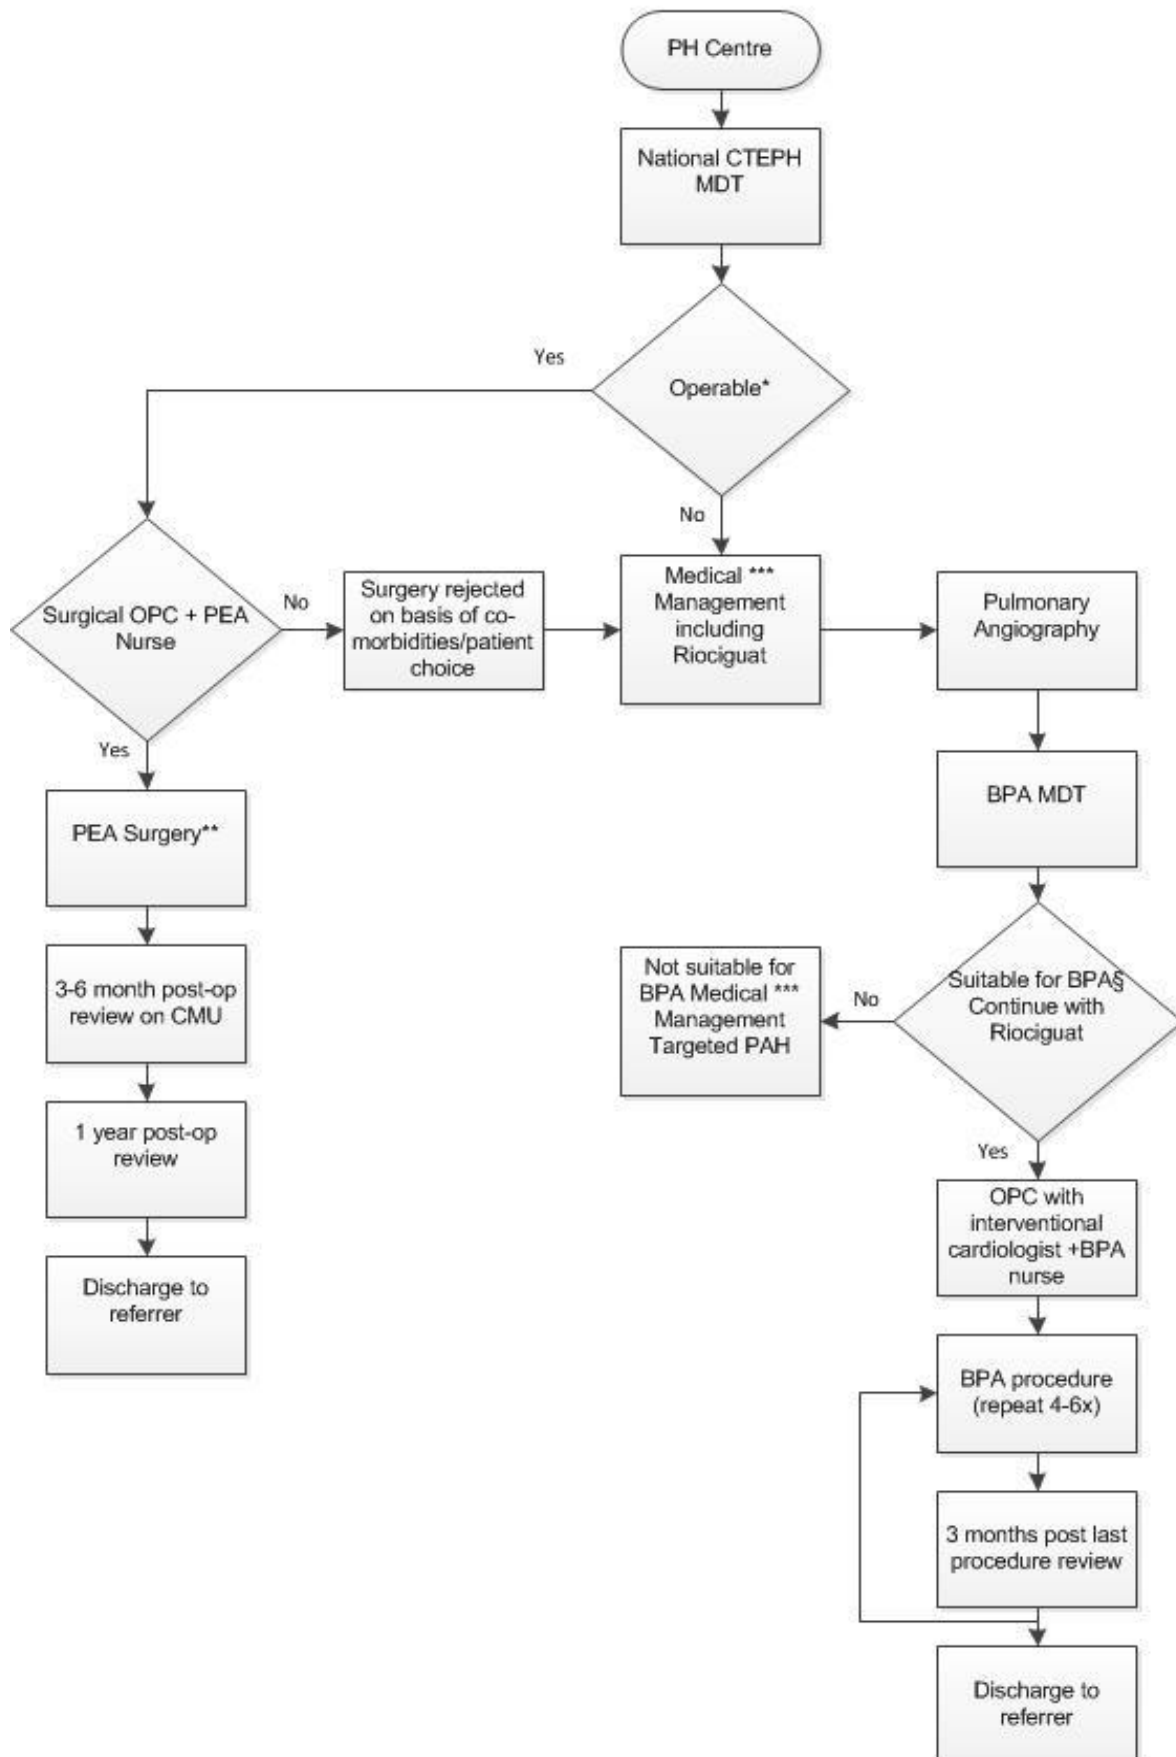 PH Centre
National CTEPH
MDT
Yes
Operable*
No
Surgical OPC + PEA
Nurse
No
Surgery rejected
on basis of co-
morbidities/patient
choice
Medical ***
Management
including
Riociguat
Pulmonary
Angiography
Yes
BPA MDT
PEA Surgery**
3-6 month post-op
review on CMU
Not suitable for
BPA Medical ***
Management
Targeted PAH
No
Suitable for BPA§
Continue with
Riociguat
1 year post-op
review
Yes
OPC with
interventional
cardiologist +BPA
nurse
Discharge to
referrer
BPA procedure
(repeat 4-6x)
3 months post last
procedure review
Discharge to
referrer